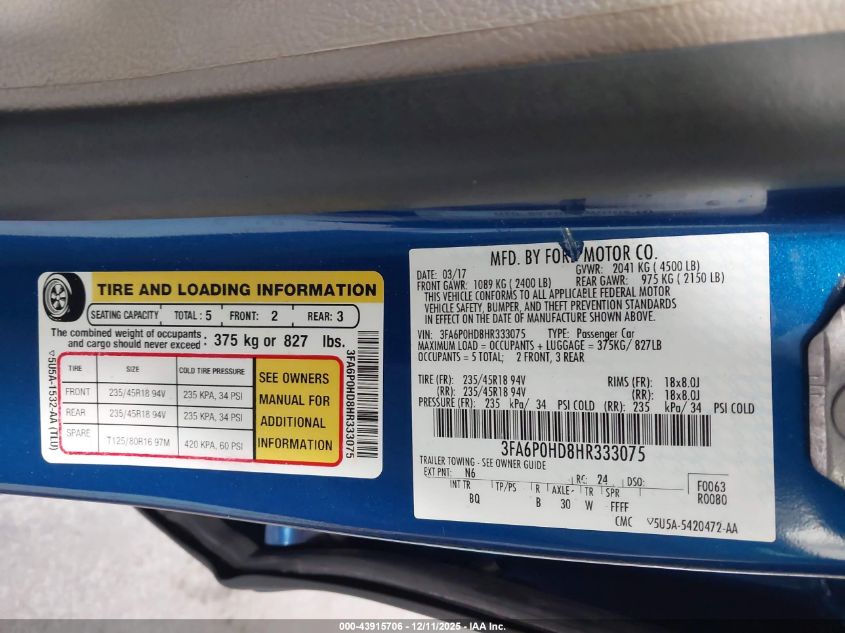 TIRE AND LOADING INFORMATION
SEATING CAPACITY TOTAL : 5 FRONT: 2 REAR: 3
The combined weight of occupants and cargo should never exceed : 375 kg or 827 lbs.
TIRE SIZE COLD TIRE PRESSURE
FRONT 235/45R18 94V 235 KPA, 34 PSI
REAR 235/45R18 94V 235 KPA, 34 PSI
SPARE T125/80R16 97M 420 KPA, 60 PSI
SEE OWNERS
MANUAL FOR
ADDITIONAL
INFORMATION
5U5A-1532-AA (TLU)
3FA6P0HD8HR333075
MFD. BY FORD MOTOR CO.
DATE: 03/17 GVWR: 2041 KG ( 4500 LB)
FRONT GAWR: 1089 KG ( 2400 LB) REAR GAWR: 975 KG ( 2150 LB)
THIS VEHICLE CONFORMS TO ALL APPLICABLE FEDERAL MOTOR
VEHICLE SAFETY, BUMPER, AND THEFT PREVENTION STANDARDS
IN EFFECT ON THE DATE OF MANUFACTURE SHOWN ABOVE.
VIN: 3FA6P0HD8HR333075 TYPE: Passenger Car
MAXIMUM LOAD = OCCUPANTS + LUGGAGE = 375KG/ 827LB
OCCUPANTS = 5 TOTAL; 2 FRONT, 3 REAR
TIRE (FR): 235/45R18 94V RIMS (FR): 18x8.0J
(RR): 235/45R18 94V (RR): 18x8.0J
PRESSURE (FR): 235 kPa/ 34 PSI COLD (RR): 235 kPa/ 34 PSI COLD
3FA6P0HD8HR333075
TRAILER TOWING - SEE OWNER GUIDE
EXT PNT: N6 RC: 24 DSO: F0063
INT TR TP/PS R AXLE TR SPR R0080
BQ B 30 W FFFF
CMC 5U5A-5420472-AA
000-43915706 - 12/11/2025 - IAA Inc.